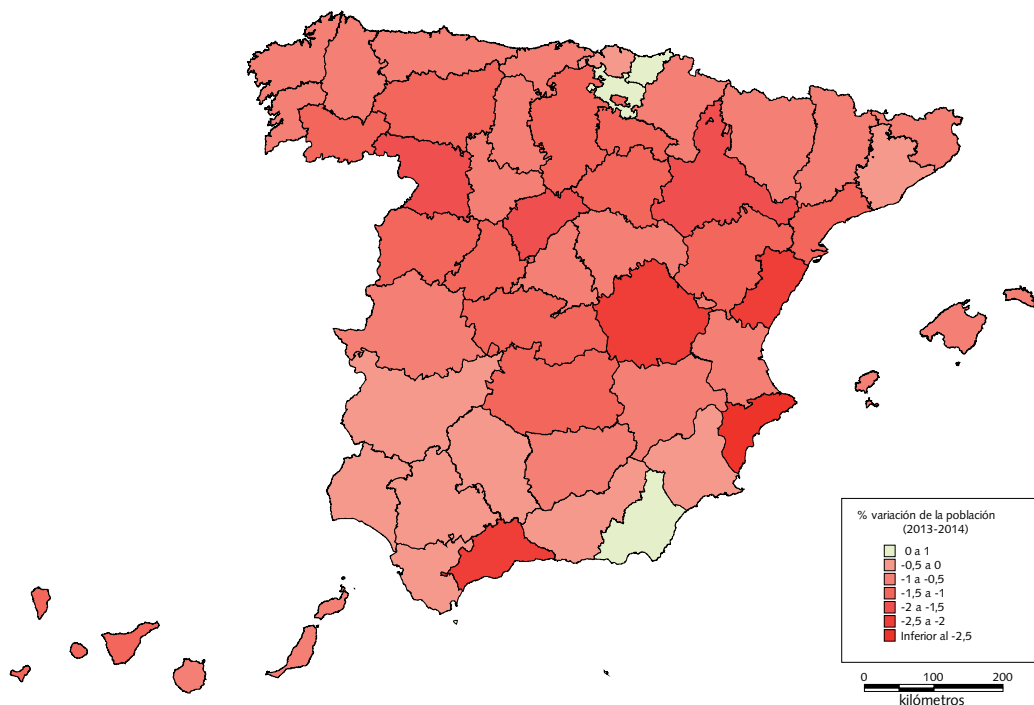 % variación de la población
(2013-2014)
0 a 1
-0,5 a 0
-1 a -0,5
-1,5 a -1
-2 a -1,5
-2,5 a -2
Inferior al -2,5
0 100 200
kilómetros